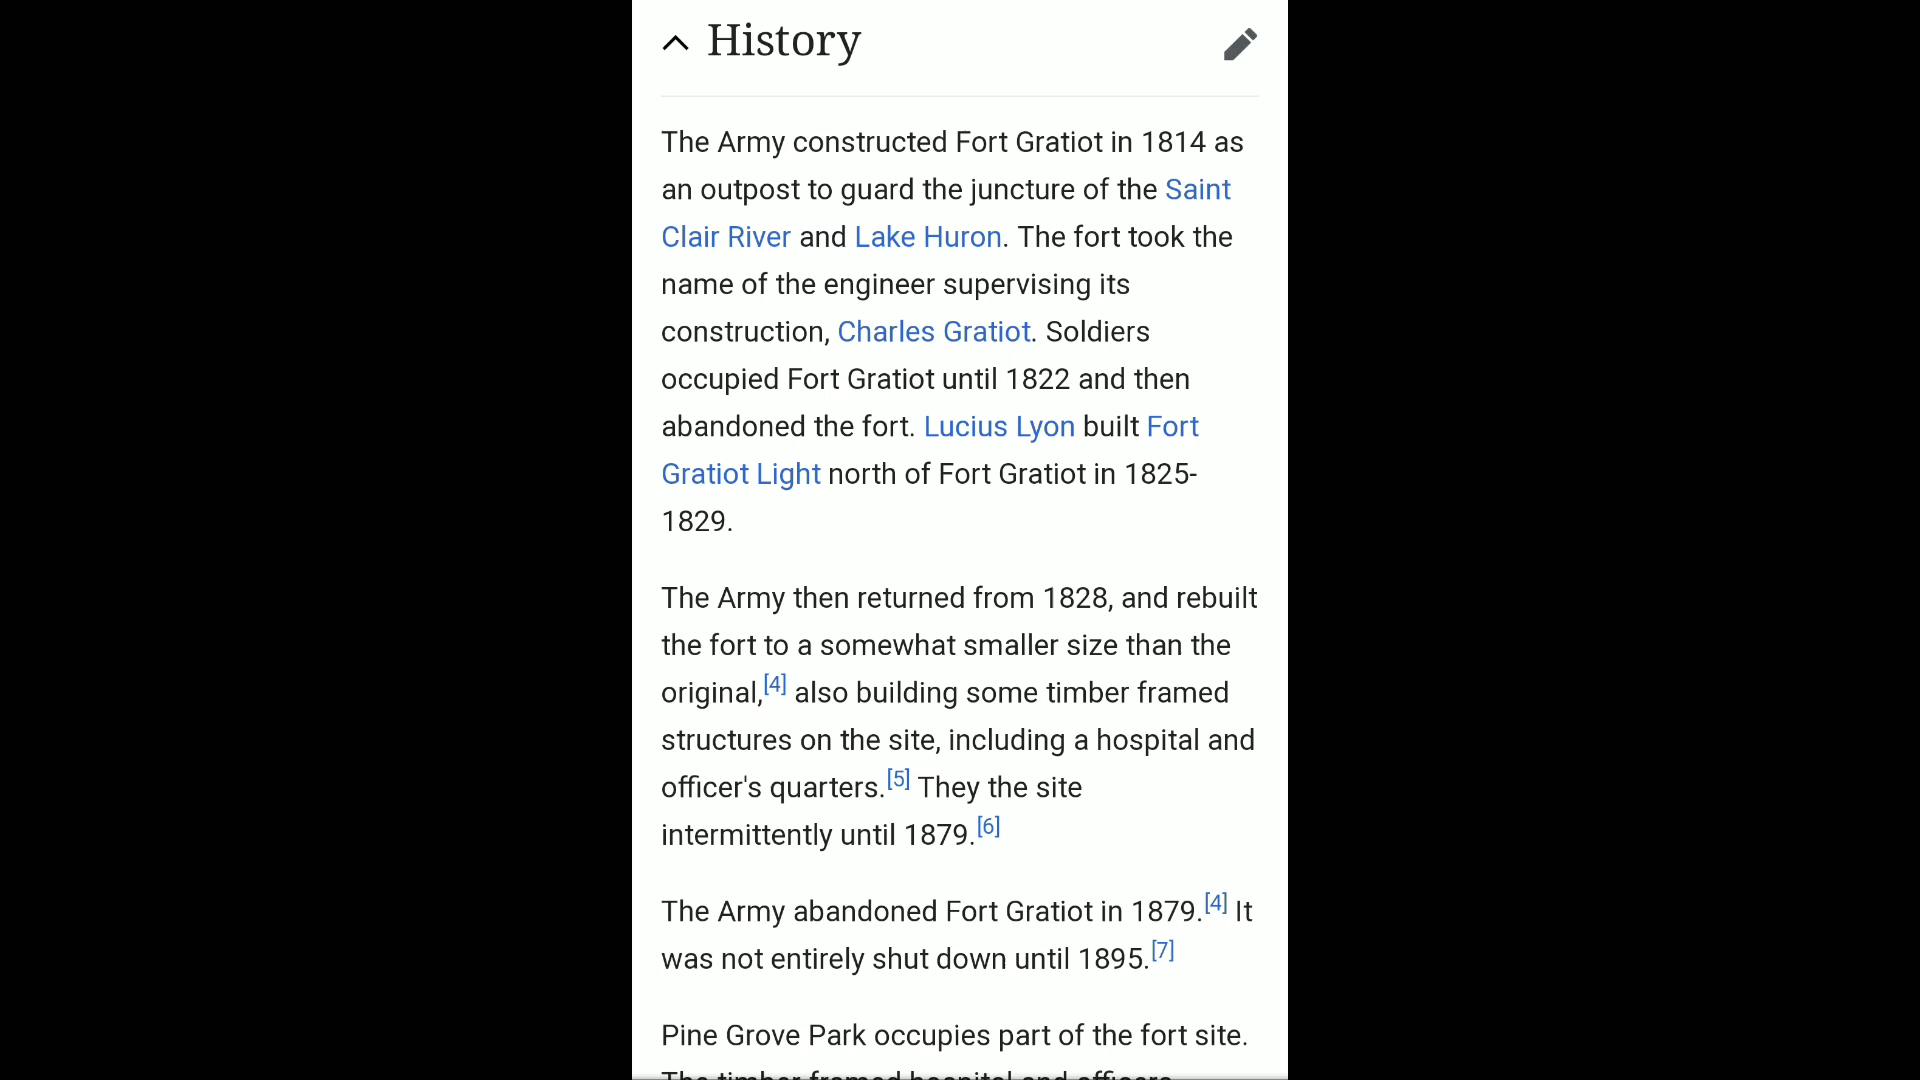 History
The Army constructed Fort Gratiot in 1814 as
an outpost to guard the juncture of the Saint
Clair River and Lake Huron. The fort took the
name of the engineer supervising its
construction, Charles Gratiot. Soldiers
occupied Fort Gratiot until 1822 and then
abandoned the fort. Lucius Lyon built Fort
Gratiot Light north of Fort Gratiot in 1825-
1829.
The Army then returned from 1828, and rebuilt
the fort to a somewhat smaller size than the
original,[4] also building some timber framed
structures on the site, including a hospital and
officer's quarters.[5] They the site
intermittently until 1879.[6]
The Army abandoned Fort Gratiot in 1879.[4] It
was not entirely shut down until 1895.[7]
Pine Grove Park occupies part of the fort site.
The timber framed hospital and officers